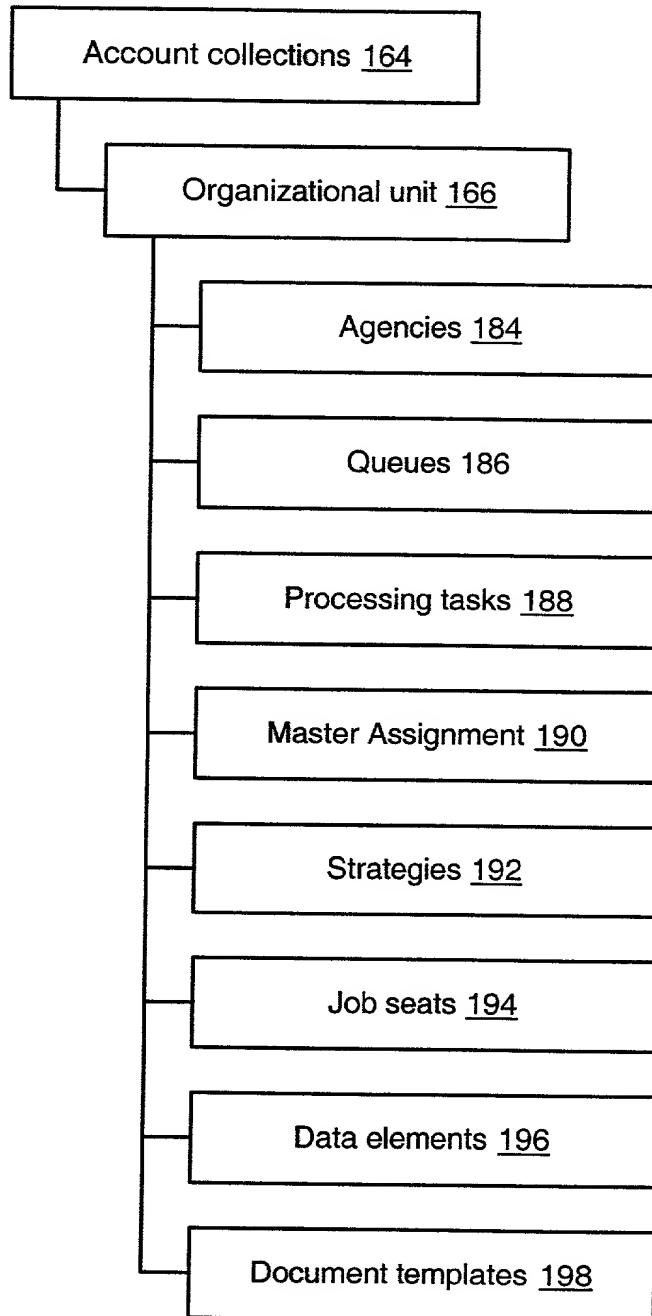 Account collections 164
Organizational unit 166
Agencies 184
Queues 186
Processing tasks 188
Master Assignment 190
Strategies 192
Job seats 194
Data elements 196
Document templates 198